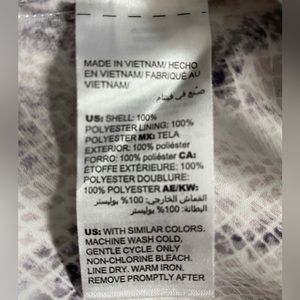 MADE IN VIETNAM/ HECHO
EN VIETNAM/ FABRIQUÉ AU
VIETNAM/
صنع في فيتنام
US: SHELL: 100%
POLYESTER LINING: 100%
POLYESTER MX: TELA
EXTERIOR: 100% poliéster
FORRO: 100% poliéster CA:
ÉTOFFE EXTÉRIEURE: 100%
POLYESTER DOUBLURE:
100% POLYESTER AE/KW:
القماش الخارجي: 100% بوليستر
البطانة: 100% بوليستر
US: WITH SIMILAR COLORS.
MACHINE WASH COLD,
GENTLE CYCLE. ONLY
NON-CHLORINE BLEACH.
LINE DRY. WARM IRON.
REMOVE PROMPTLY AFTER